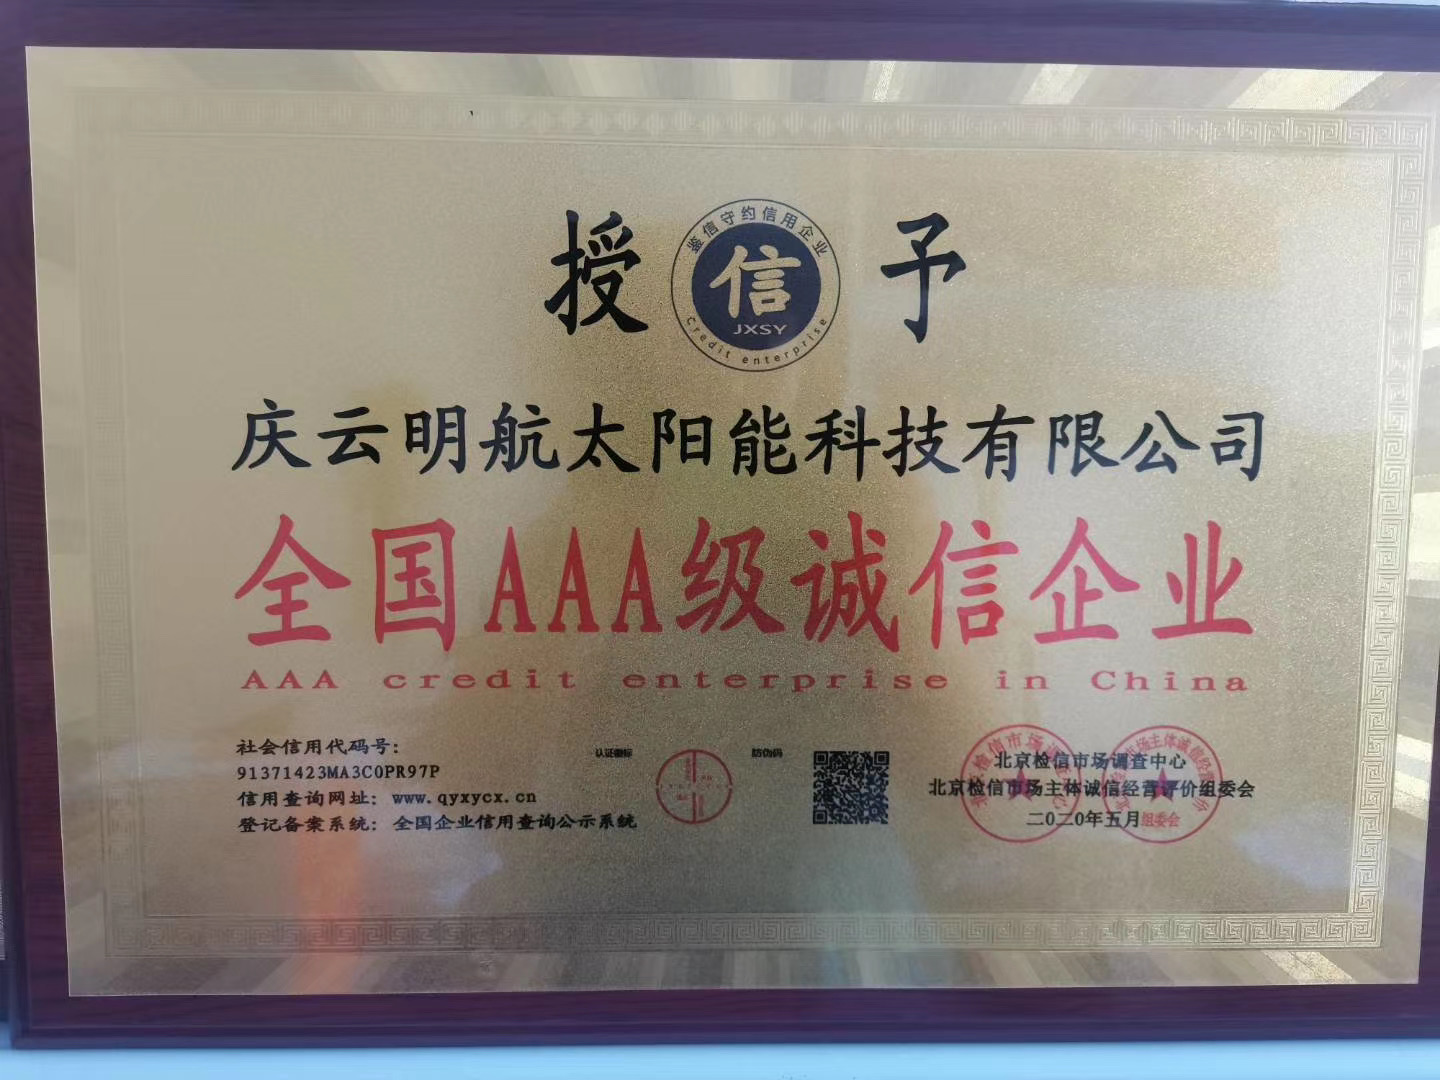 授 予
鉴信守约信用企业
信
JXSY
Credit enterprise
庆云明航太阳能科技有限公司
全国AAA级诚信企业
AAA credit enterprise in China
社会信用代码号：
91371423MA3C0PR97P
信用查询网址：www.qyxycx.cn
登记备案系统：全国企业信用查询公示系统
认证徽标
防伪码
北京检信市场调查中心
北京检信市场主体诚信经营评价组委会
二0二0年五月
组委会